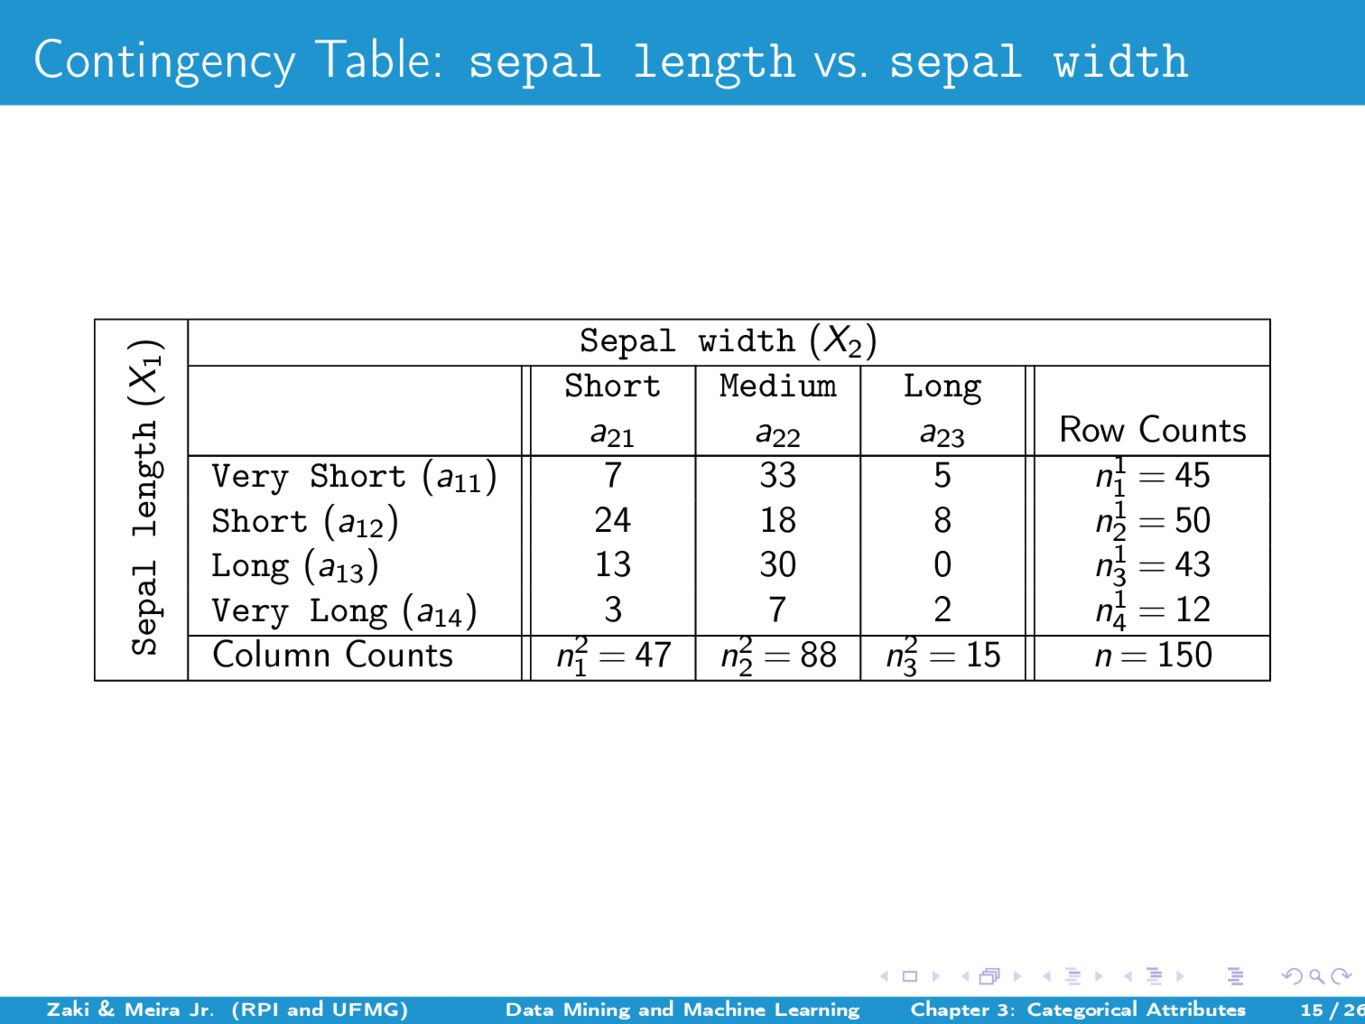 Contingency Table: sepal length vs. sepal width
Sepal length (X1)
Sepal width (X2)
Short Medium Long
a21 a22 a23 Row Counts
Very Short (a11) 7 33 5 n¹₁ = 45
Short (a12) 24 18 8 n¹₂ = 50
Long (a13) 13 30 0 n¹₃ = 43
Very Long (a14) 3 7 2 n¹₄ = 12
Column Counts n²₁ = 47 n²₂ = 88 n²₃ = 15 n = 150
Zaki & Meira Jr. (RPI and UFMG) Data Mining and Machine Learning Chapter 3: Categorical Attributes 15 / 26